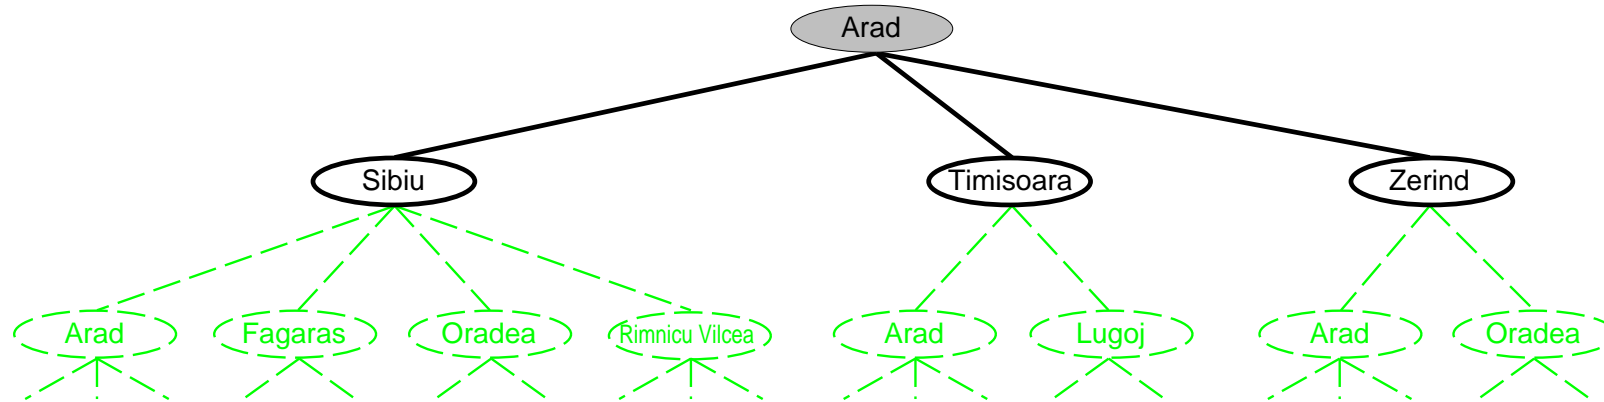 Arad
Sibiu
Timisoara
Zerind
Arad
Fagaras
Oradea
Rimnicu Vilcea
Arad
Lugoj
Arad
Oradea